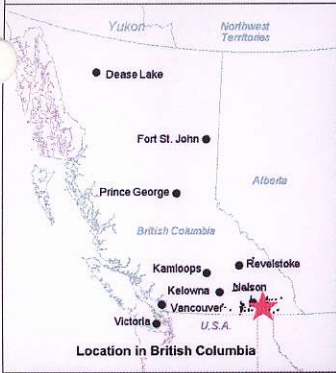 Yukon
Northwest
Territories
Dease Lake
Fort St. John
Alberta
Prince George
British Columbia
Kamloops
Revelstoke
Kelowna
Nelson
Vancouver
Victoria
U.S.A.
Location in British Columbia